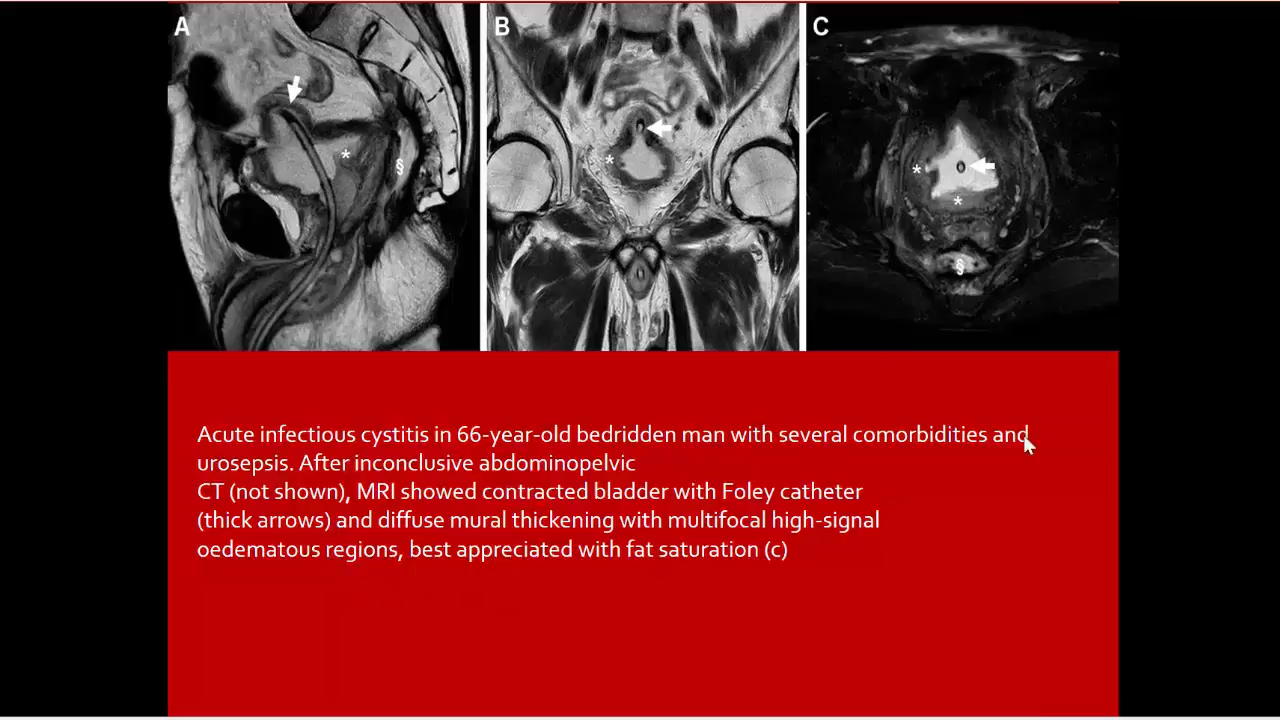 A B C
* § * § * *
Acute infectious cystitis in 66-year-old bedridden man with several comorbidities and
urosepsis. After inconclusive abdominopelvic
CT (not shown), MRI showed contracted bladder with Foley catheter
(thick arrows) and diffuse mural thickening with multifocal high-signal
oedematous regions, best appreciated with fat saturation (c)